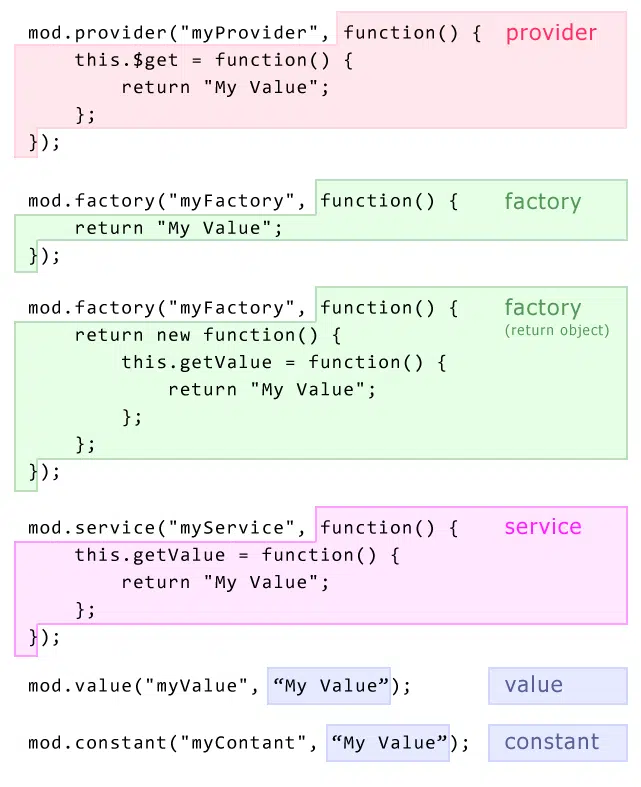 mod.provider("myProvider", function() { provider
    this.$get = function() {
        return "My Value";
    };
});
mod.factory("myFactory", function() { factory
    return "My Value";
});
mod.factory("myFactory", function() { factory
(return object)
    return new function() {
        this.getValue = function() {
            return "My Value";
        };
    };
});
mod.service("myService", function() { service
    this.getValue = function() {
        return "My Value";
    };
});
mod.value("myValue", “My Value”); value
mod.constant("myContant", “My Value”); constant